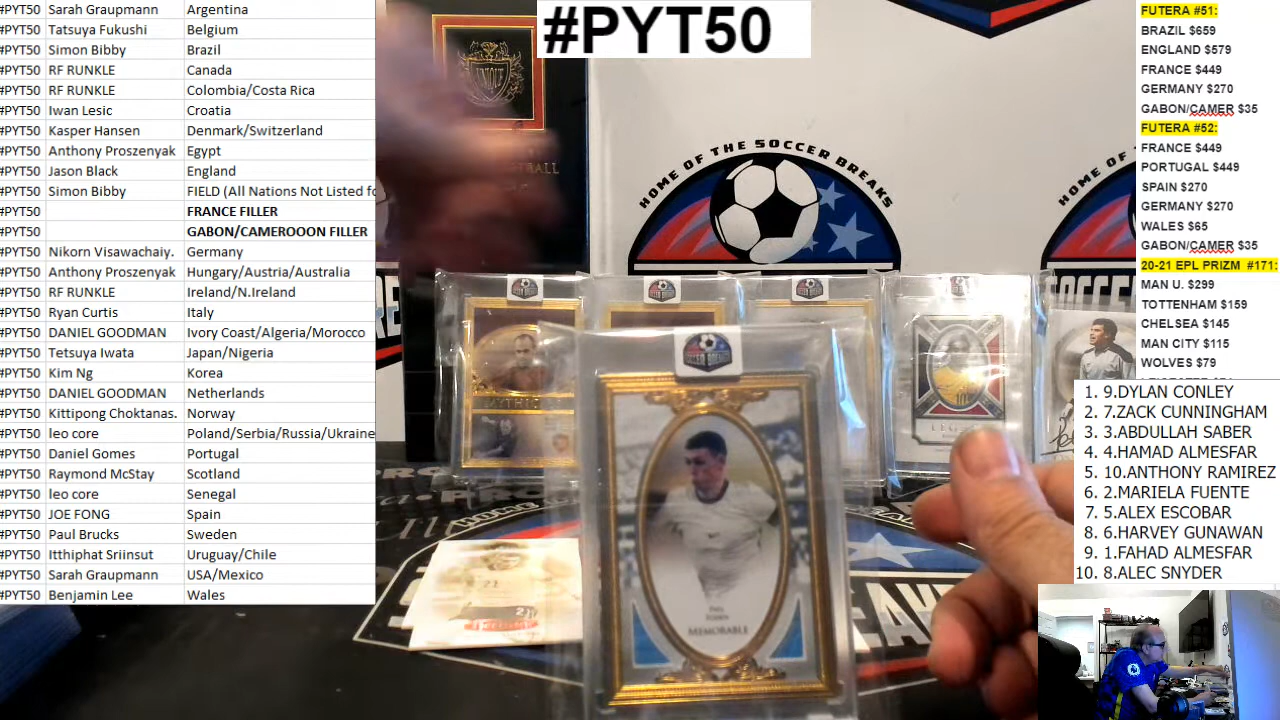 #PYT50 Sarah Graupmann Argentina
#PYT50 Tatsuya Fukushi Belgium
#PYT50 Simon Bibby Brazil
#PYT50 RF RUNKLE Canada
#PYT50 RF RUNKLE Colombia/Costa Rica
#PYT50 Iwan Lesic Croatia
#PYT50 Kasper Hansen Denmark/Switzerland
#PYT50 Anthony Proszenyak Egypt
#PYT50 Jason Black England
#PYT50 Simon Bibby FIELD (All Nations Not Listed fo
#PYT50 FRANCE FILLER
#PYT50 GABON/CAMEROOON FILLER
#PYT50 Nikorn Visawachaiy. Germany
#PYT50 Anthony Proszenyak Hungary/Austria/Australia
#PYT50 RF RUNKLE Ireland/N.Ireland
#PYT50 Ryan Curtis Italy
#PYT50 DANIEL GOODMAN Ivory Coast/Algeria/Morocco
#PYT50 Tetsuya Iwata Japan/Nigeria
#PYT50 Kim Ng Korea
#PYT50 DANIEL GOODMAN Netherlands
#PYT50 Kittipong Choktanas. Norway
#PYT50 leo core Poland/Serbia/Russia/Ukraine
#PYT50 Daniel Gomes Portugal
#PYT50 Raymond McStay Scotland
#PYT50 leo core Senegal
#PYT50 JOE FONG Spain
#PYT50 Paul Brucks Sweden
#PYT50 Itthiphat Sriinsut Uruguay/Chile
#PYT50 Sarah Graupmann USA/Mexico
#PYT50 Benjamin Lee Wales
#PYT50
UNIQUE
HOME OF THE SOCCER BREAKS
HOME OF
SOCCER
MYTHIC
LEGEND
PHIL
FODEN
MEMORABLE
FUTERA #51:
BRAZIL $659
ENGLAND $579
FRANCE $449
GERMANY $270
GABON/CAMER $35
FUTERA #52:
FRANCE $449
PORTUGAL $449
SPAIN $270
GERMANY $270
WALES $65
GABON/CAMER $35
20-21 EPL PRIZM #171:
MAN U. $299
TOTTENHAM $159
CHELSEA $145
MAN CITY $115
WOLVES $79
1. 9.DYLAN CONLEY
2. 7.ZACK CUNNINGHAM
3. 3.ABDULLAH SABER
4. 4.HAMAD ALMESFAR
5. 10.ANTHONY RAMIREZ
6. 2.MARIELA FUENTE
7. 5.ALEX ESCOBAR
8. 6.HARVEY GUNAWAN
9. 1.FAHAD ALMESFAR
10. 8.ALEC SNYDER